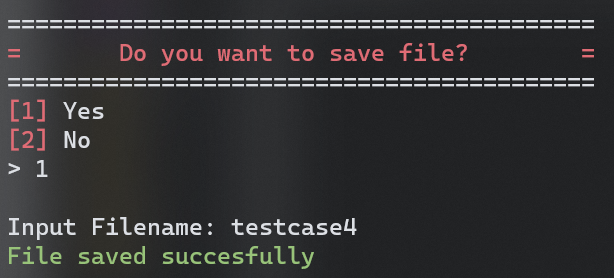 ==========================================
=       Do you want to save file?        =
==========================================
[1] Yes
[2] No
> 1
Input Filename: testcase4
File saved succesfully